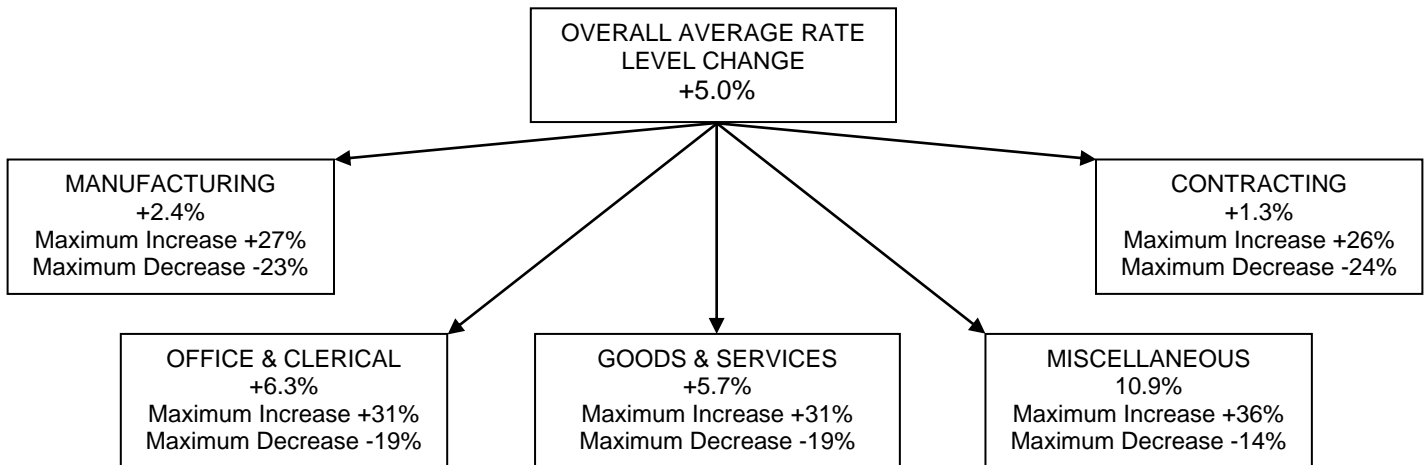 OVERALL AVERAGE RATE
LEVEL CHANGE
+5.0%
MANUFACTURING
+2.4%
Maximum Increase +27%
Maximum Decrease -23%
CONTRACTING
+1.3%
Maximum Increase +26%
Maximum Decrease -24%
OFFICE & CLERICAL
+6.3%
Maximum Increase +31%
Maximum Decrease -19%
GOODS & SERVICES
+5.7%
Maximum Increase +31%
Maximum Decrease -19%
MISCELLANEOUS
10.9%
Maximum Increase +36%
Maximum Decrease -14%